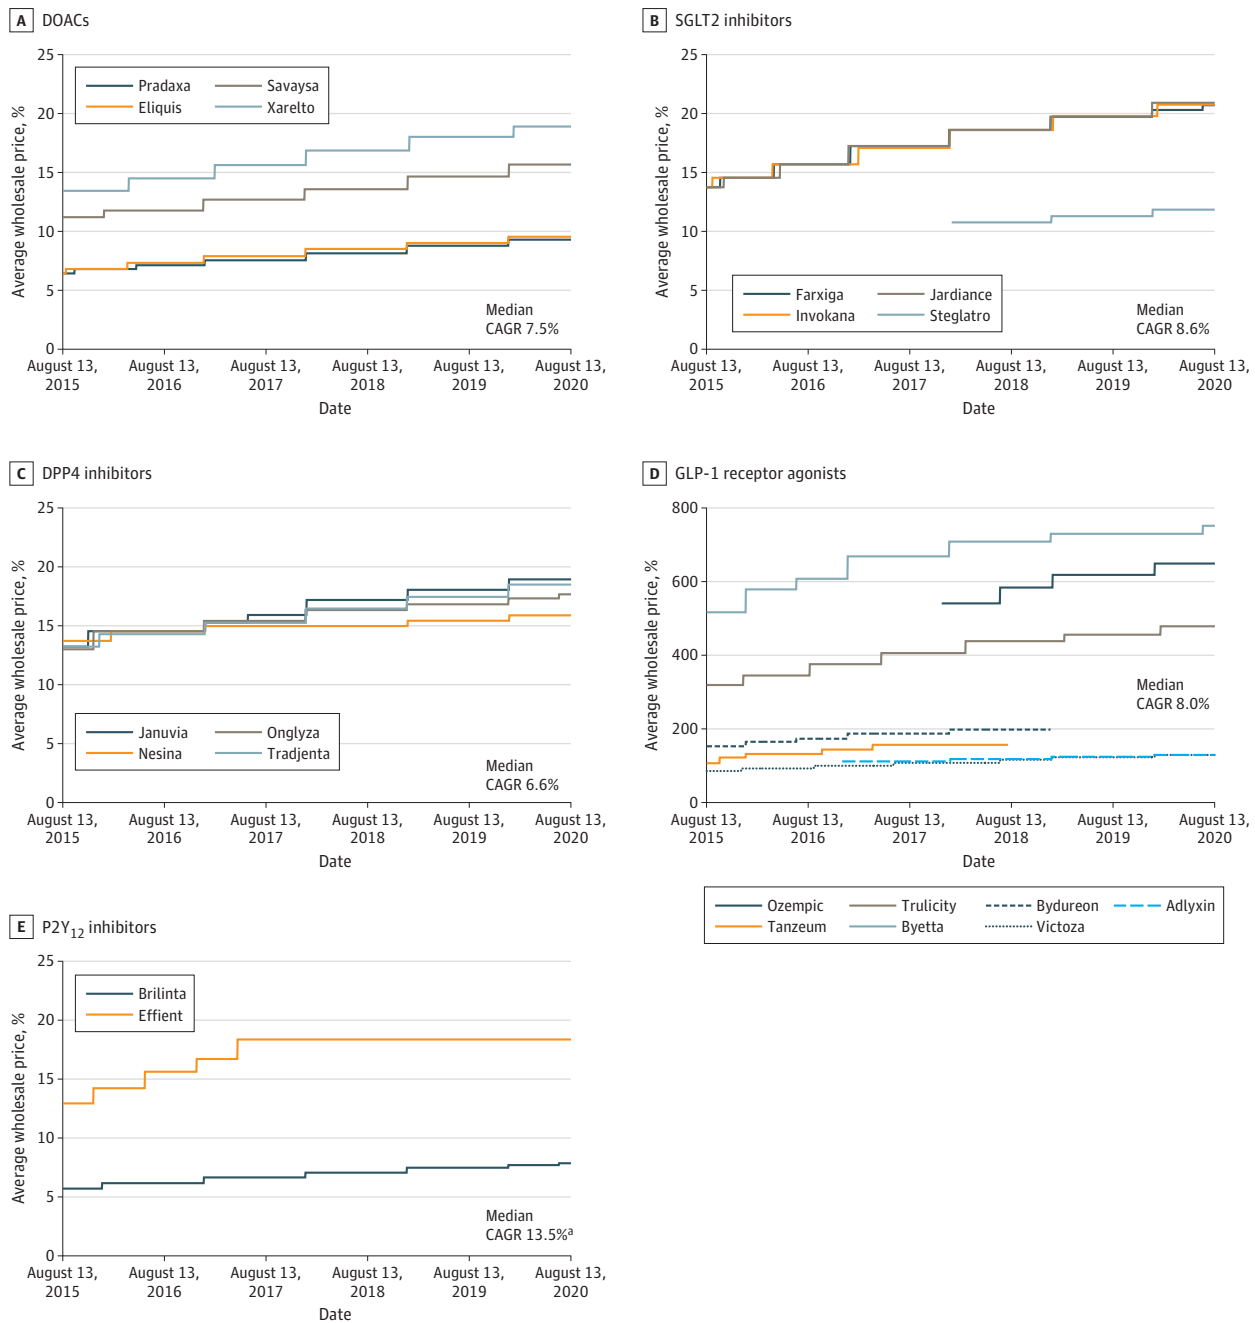 A DOACs
Average wholesale price, %
25
20
15
10
5
0
Pradaxa
Eliquis
Savaysa
Xarelto
Median
CAGR 7.5%
August 13, 2015
August 13, 2016
August 13, 2017
August 13, 2018
August 13, 2019
August 13, 2020
Date
B SGLT2 inhibitors
Average wholesale price, %
25
20
15
10
5
0
Farxiga
Invokana
Jardiance
Steglatro
Median
CAGR 8.6%
August 13, 2015
August 13, 2016
August 13, 2017
August 13, 2018
August 13, 2019
August 13, 2020
Date
C DPP4 inhibitors
Average wholesale price, %
25
20
15
10
5
0
Januvia
Nesina
Onglyza
Tradjenta
Median
CAGR 6.6%
August 13, 2015
August 13, 2016
August 13, 2017
August 13, 2018
August 13, 2019
August 13, 2020
Date
D GLP-1 receptor agonists
Average wholesale price, %
800
600
400
200
0
Median
CAGR 8.0%
August 13, 2015
August 13, 2016
August 13, 2017
August 13, 2018
August 13, 2019
August 13, 2020
Date
Ozempic
Tanzeum
Trulicity
Byetta
Bydureon
Victoza
Adlyxin
E P2Y12 inhibitors
Average wholesale price, %
25
20
15
10
5
0
Brilinta
Effient
Median
CAGR 13.5%a
August 13, 2015
August 13, 2016
August 13, 2017
August 13, 2018
August 13, 2019
August 13, 2020
Date